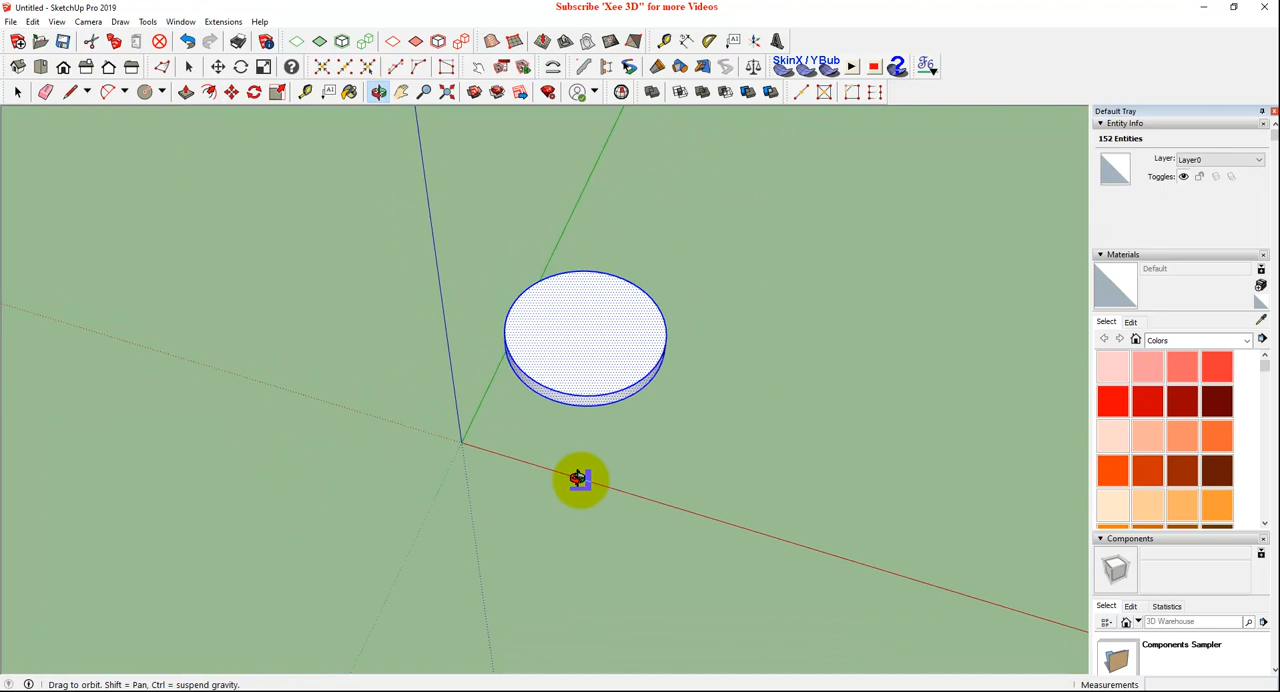 Untitled - SketchUp Pro 2019
Subscribe 'Xee 3D" for more Videos
File Edit View Camera Draw Tools Window Extensions Help
SkinX / YBub
Default Tray
Entity Info
152 Entities
Layer: Layer0
Toggles:
Materials
Default
Select Edit
Colors
Components
Select Edit Statistics
3D Warehouse
Components Sampler
Drag to orbit. Shift = Pan, Ctrl = suspend gravity.
Measurements